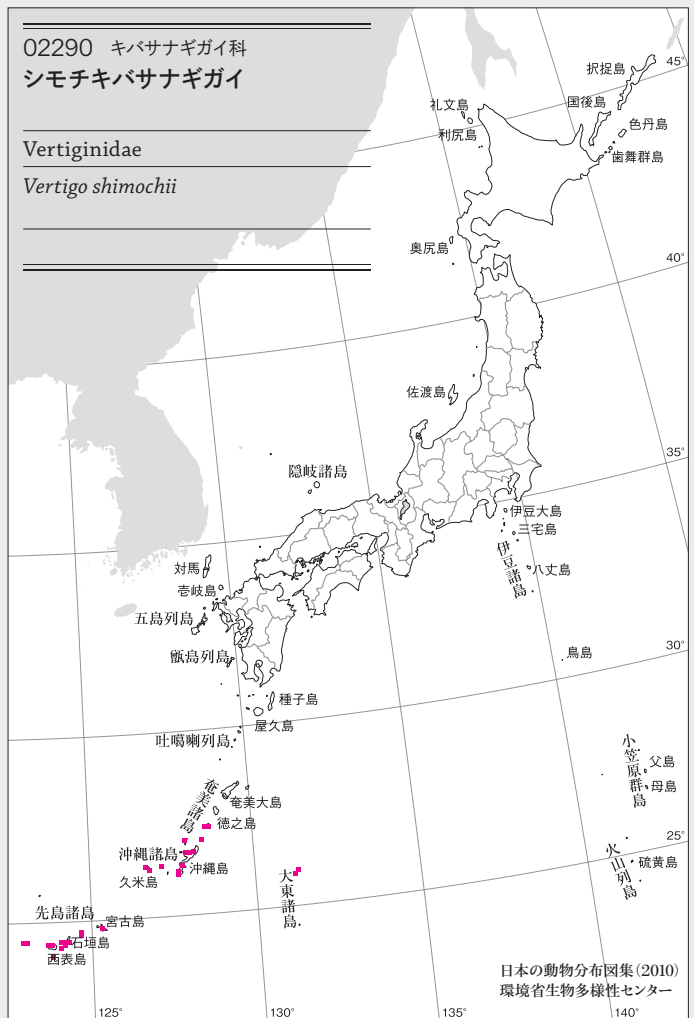 02290 キバサナギガイ科
シモチキバサナギガイ
Vertiginidae
Vertigo shimochii
択捉島
45°
礼文島
国後島
利尻島
色丹島
歯舞群島
奥尻島
40°
佐渡島
35°
隠岐諸島
伊豆大島
三宅島
伊豆諸島
八丈島
対馬
壱岐島
五島列島
甑島列島
鳥島
30°
種子島
屋久島
吐噶喇列島
小笠原群島
父島
母島
奄美諸島
奄美大島
徳之島
25°
沖縄諸島
沖縄島
久米島
大東諸島
火山列島
硫黄島
先島諸島
宮古島
石垣島
西表島
日本の動物分布図集(2010)
環境省生物多様性センター
125°
130°
135°
140°